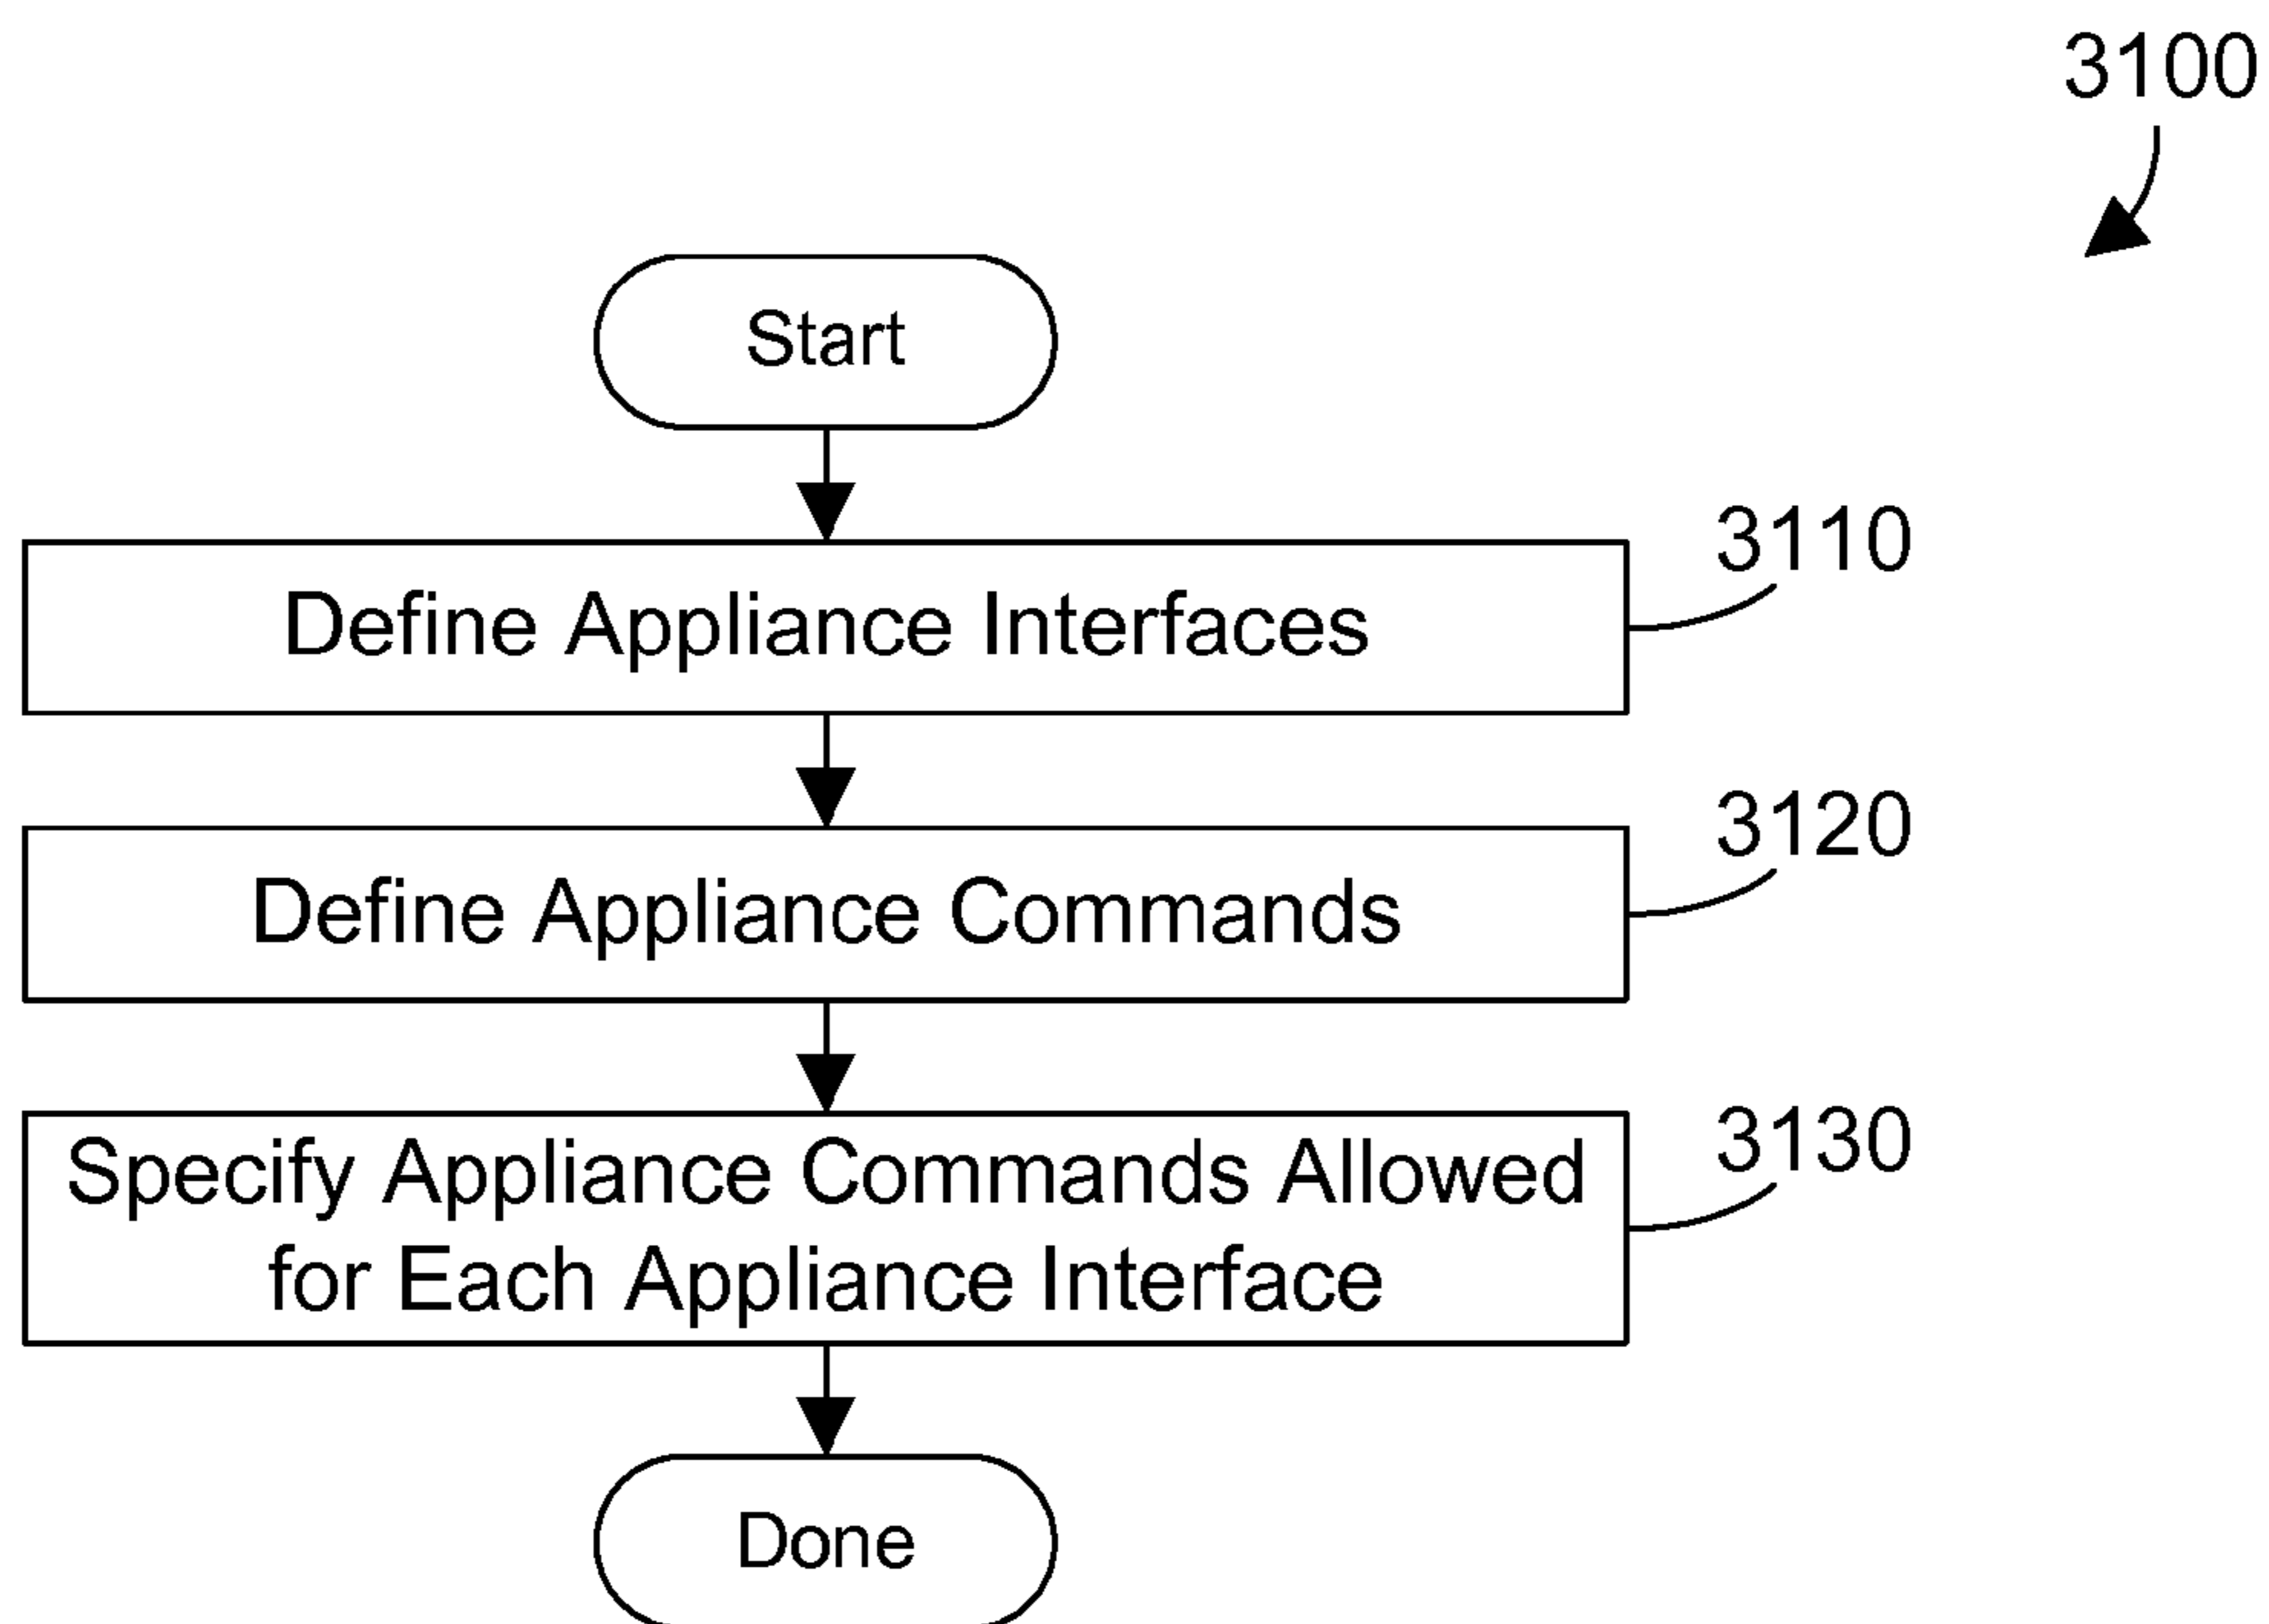 3100
Start
Define Appliance Interfaces
3110
Define Appliance Commands
3120
Specify Appliance Commands Allowed
for Each Appliance Interface
3130
Done